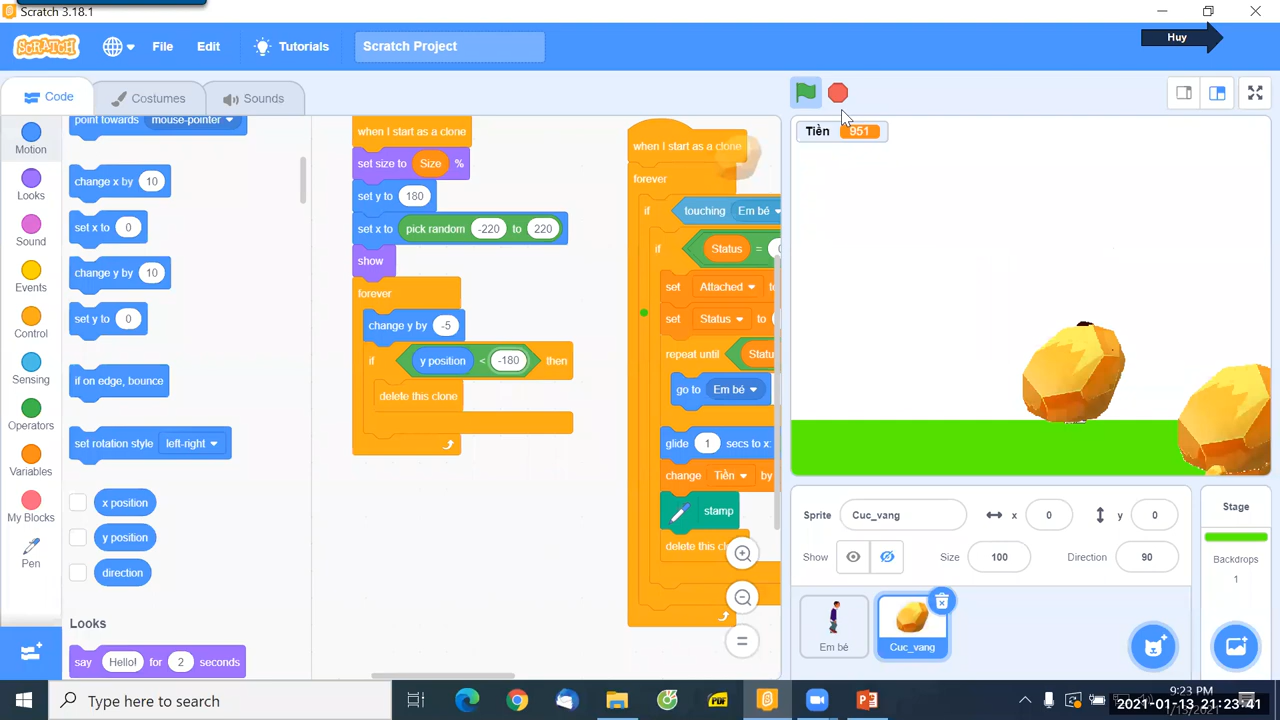 Scratch 3.18.1
Huy
SCRATCH
File
Edit
Tutorials
Scratch Project
Code
Costumes
Sounds
Motion
Looks
Sound
Events
Control
Sensing
Operators
Variables
My Blocks
Pen
point towards mouse-pointer
change x by 10
set x to 0
change y by 10
set y to 0
if on edge, bounce
set rotation style left-right
x position
y position
direction
Looks
say Hello! for 2 seconds
when I start as a clone
set size to Size %
set y to 180
set x to pick random -220 to 220
show
forever
change y by -5
if y position < -180 then
delete this clone
when I start as a clone
forever
if touching Em bé
if Status =
set Attached
set Status to
repeat until
go to Em bé
glide 1 secs to x:
change Tiền by
stamp
delete this
Tiền 951
Sprite Cuc_vang x 0 y 0
Show Size 100 Direction 90
Em bé
Cuc_vang
Stage
Backdrops
1
Type here to search
PDF
9:23 PM
2021-01-13 21:23:41